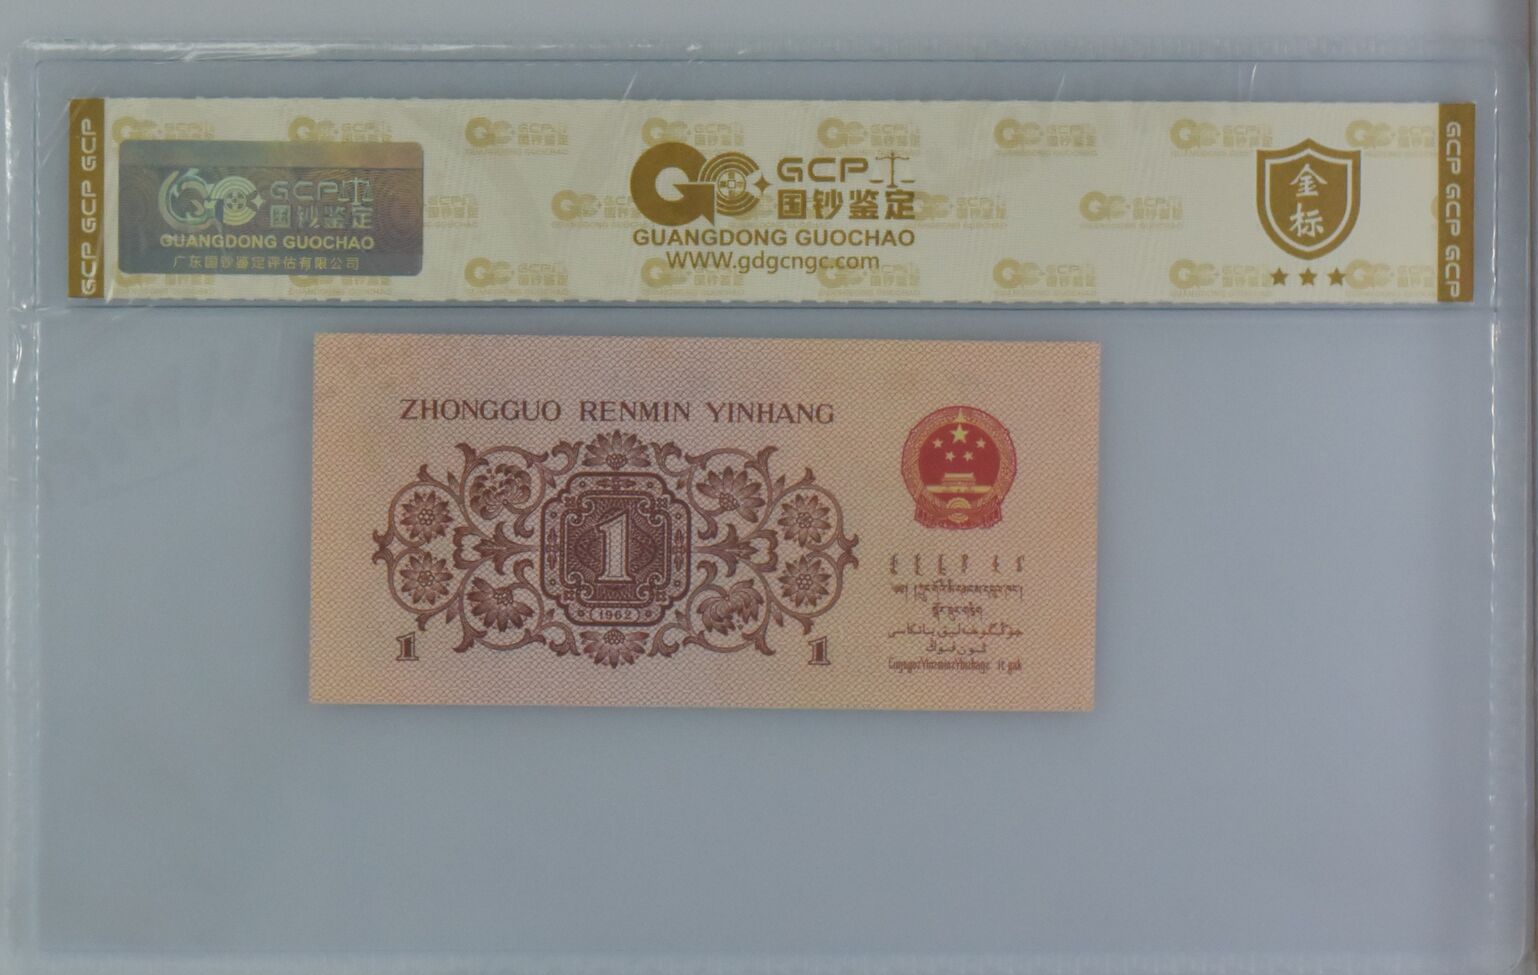 GCP GCP GCP
GCP
国钞鉴定
GUANGDONG GUOCHAO
广东国钞鉴定评估有限公司
GCP
国钞鉴定
GUANGDONG GUOCHAO
WWW.gdgcngc.com
金标
GCP GCP GCP
ZHONGGUO RENMIN YINHANG
1
(1962)
1
1